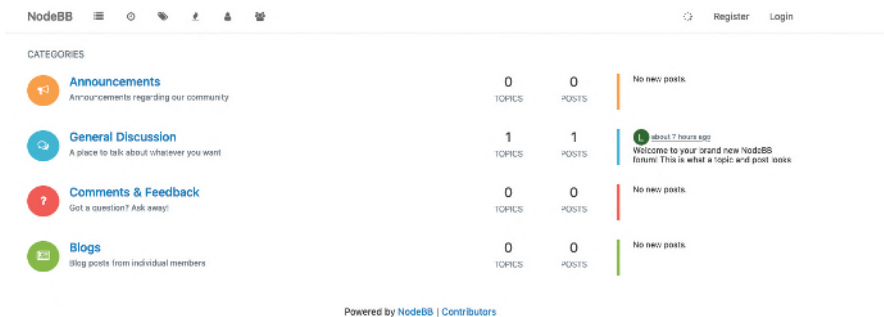 NodeBB Register Login
CATEGORIES
Announcements
Announcements regarding our community
0 TOPICS
0 POSTS
No new posts.
General Discussion
A place to talk about whatever you want
1 TOPICS
1 POSTS
L about 7 hours ago
Welcome to your brand new NodeBB
forum! This is what a topic and post looks
Comments & Feedback
Got a question? Ask away!
0 TOPICS
0 POSTS
No new posts.
Blogs
Blog posts from individual members
0 TOPICS
0 POSTS
No new posts.
Powered by NodeBB | Contributors